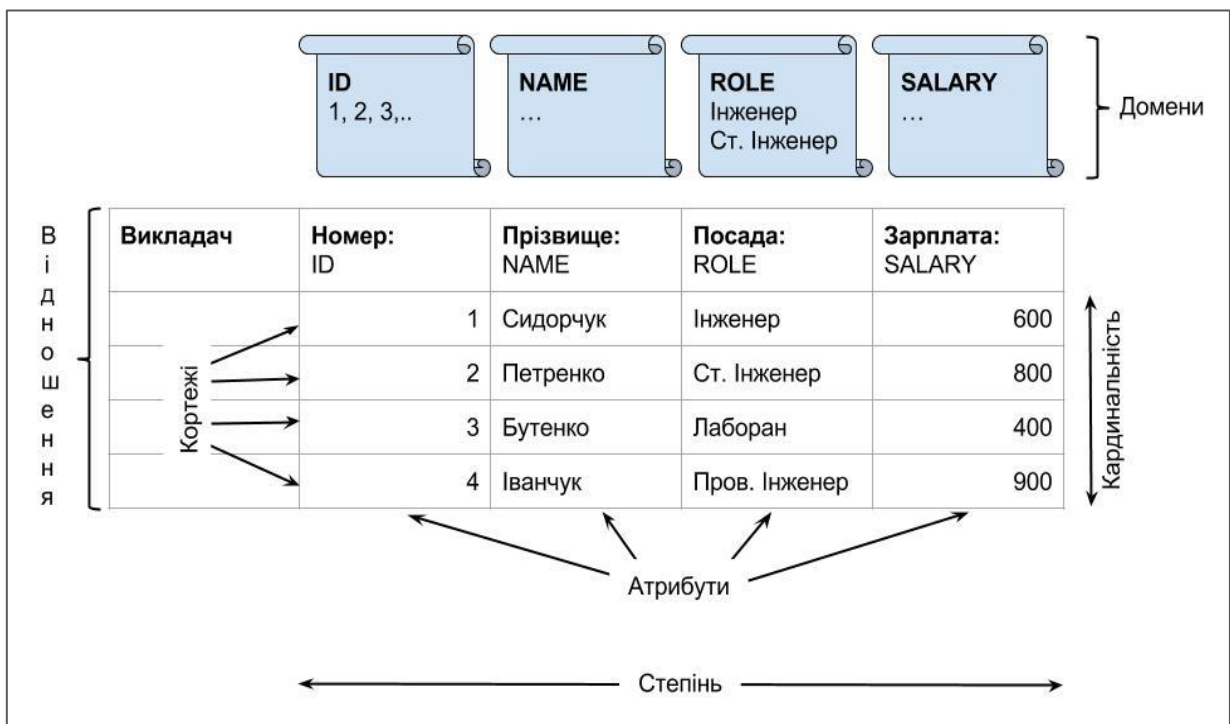 ID
1, 2, 3,..
NAME
…
ROLE
Інженер
Ст. Інженер
SALARY
…
Домени
Відношення
Викладач
Номер:
ID
Прізвище:
NAME
Посада:
ROLE
Зарплата:
SALARY
Кортежі
1 Сидорчук Інженер 600
2 Петренко Ст. Інженер 800
3 Бутенко Лаборан 400
4 Іванчук Пров. Інженер 900
Кардинальність
Атрибути
Степінь